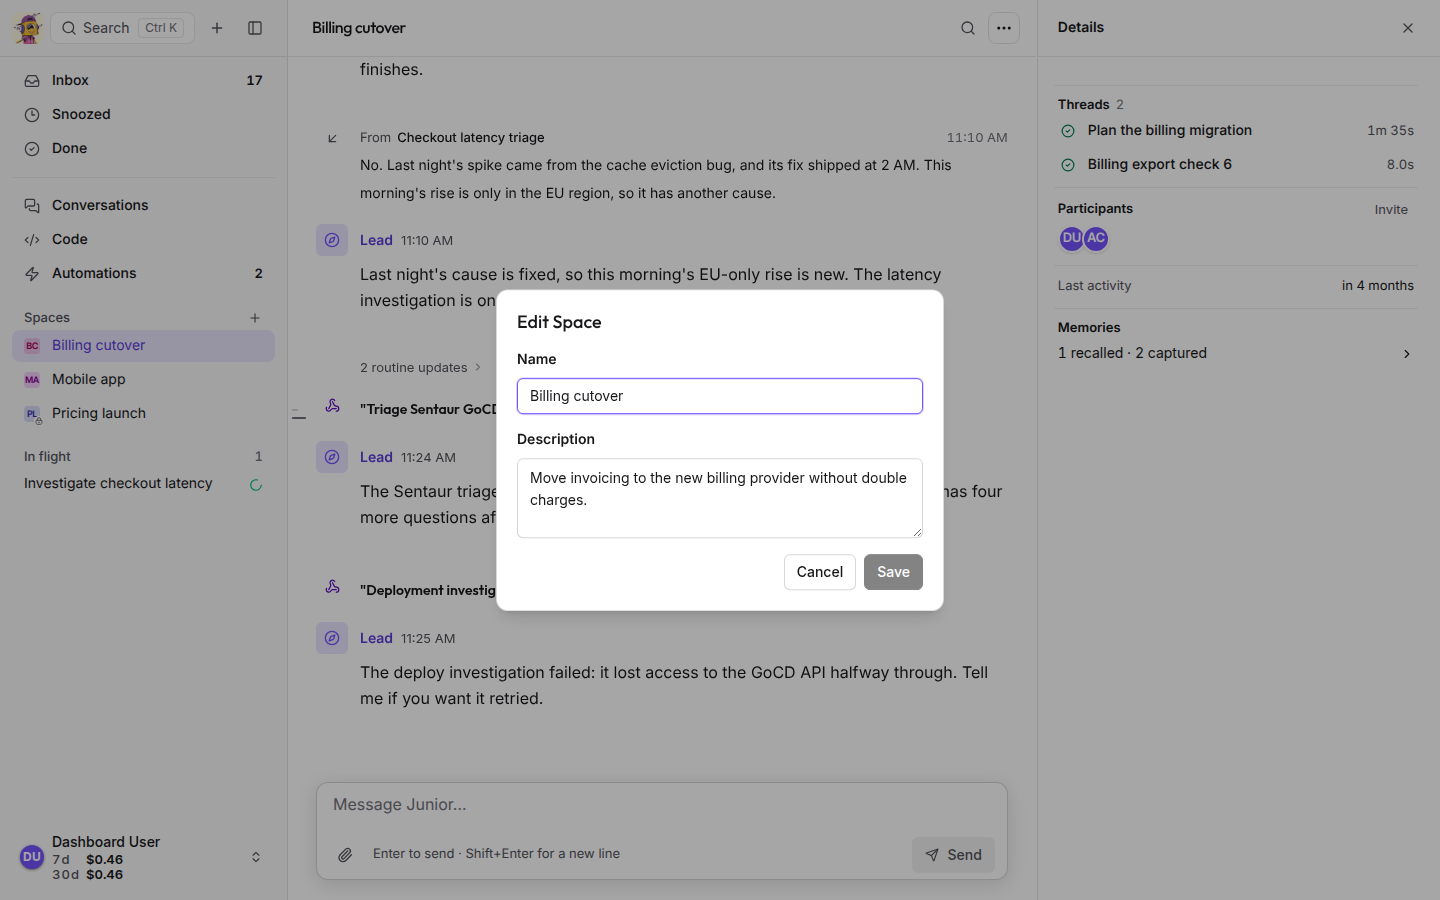 Search Ctrl K
Inbox 17
Snoozed
Done
Conversations
Code
Automations 2
Spaces
BC Billing cutover
MA Mobile app
PL Pricing launch
In flight 1
Investigate checkout latency
DU Dashboard User
7d $0.46
30d $0.46
Billing cutover
finishes.
From Checkout latency triage 11:10 AM
No. Last night's spike came from the cache eviction bug, and its fix shipped at 2 AM. This
morning's rise is only in the EU region, so it has another cause.
Lead 11:10 AM
Last night's cause is fixed, so this morning's EU-only rise is new. The latency
investigation is on
2 routine updates
"Triage Sentaur GoCD
Lead 11:24 AM
The Sentaur triage has four
more questions
"Deployment
Lead 11:25 AM
The deploy investigation failed: it lost access to the GoCD API halfway through. Tell
me if you want it retried.
Message Junior...
Enter to send · Shift+Enter for a new line
Send
Edit Space
Name
Billing cutover
Description
Move invoicing to the new billing provider without double
charges.
Cancel Save
Details
Threads 2
Plan the billing migration 1m 35s
Billing export check 6 8.0s
Participants Invite
DU AC
Last activity in 4 months
Memories
1 recalled · 2 captured